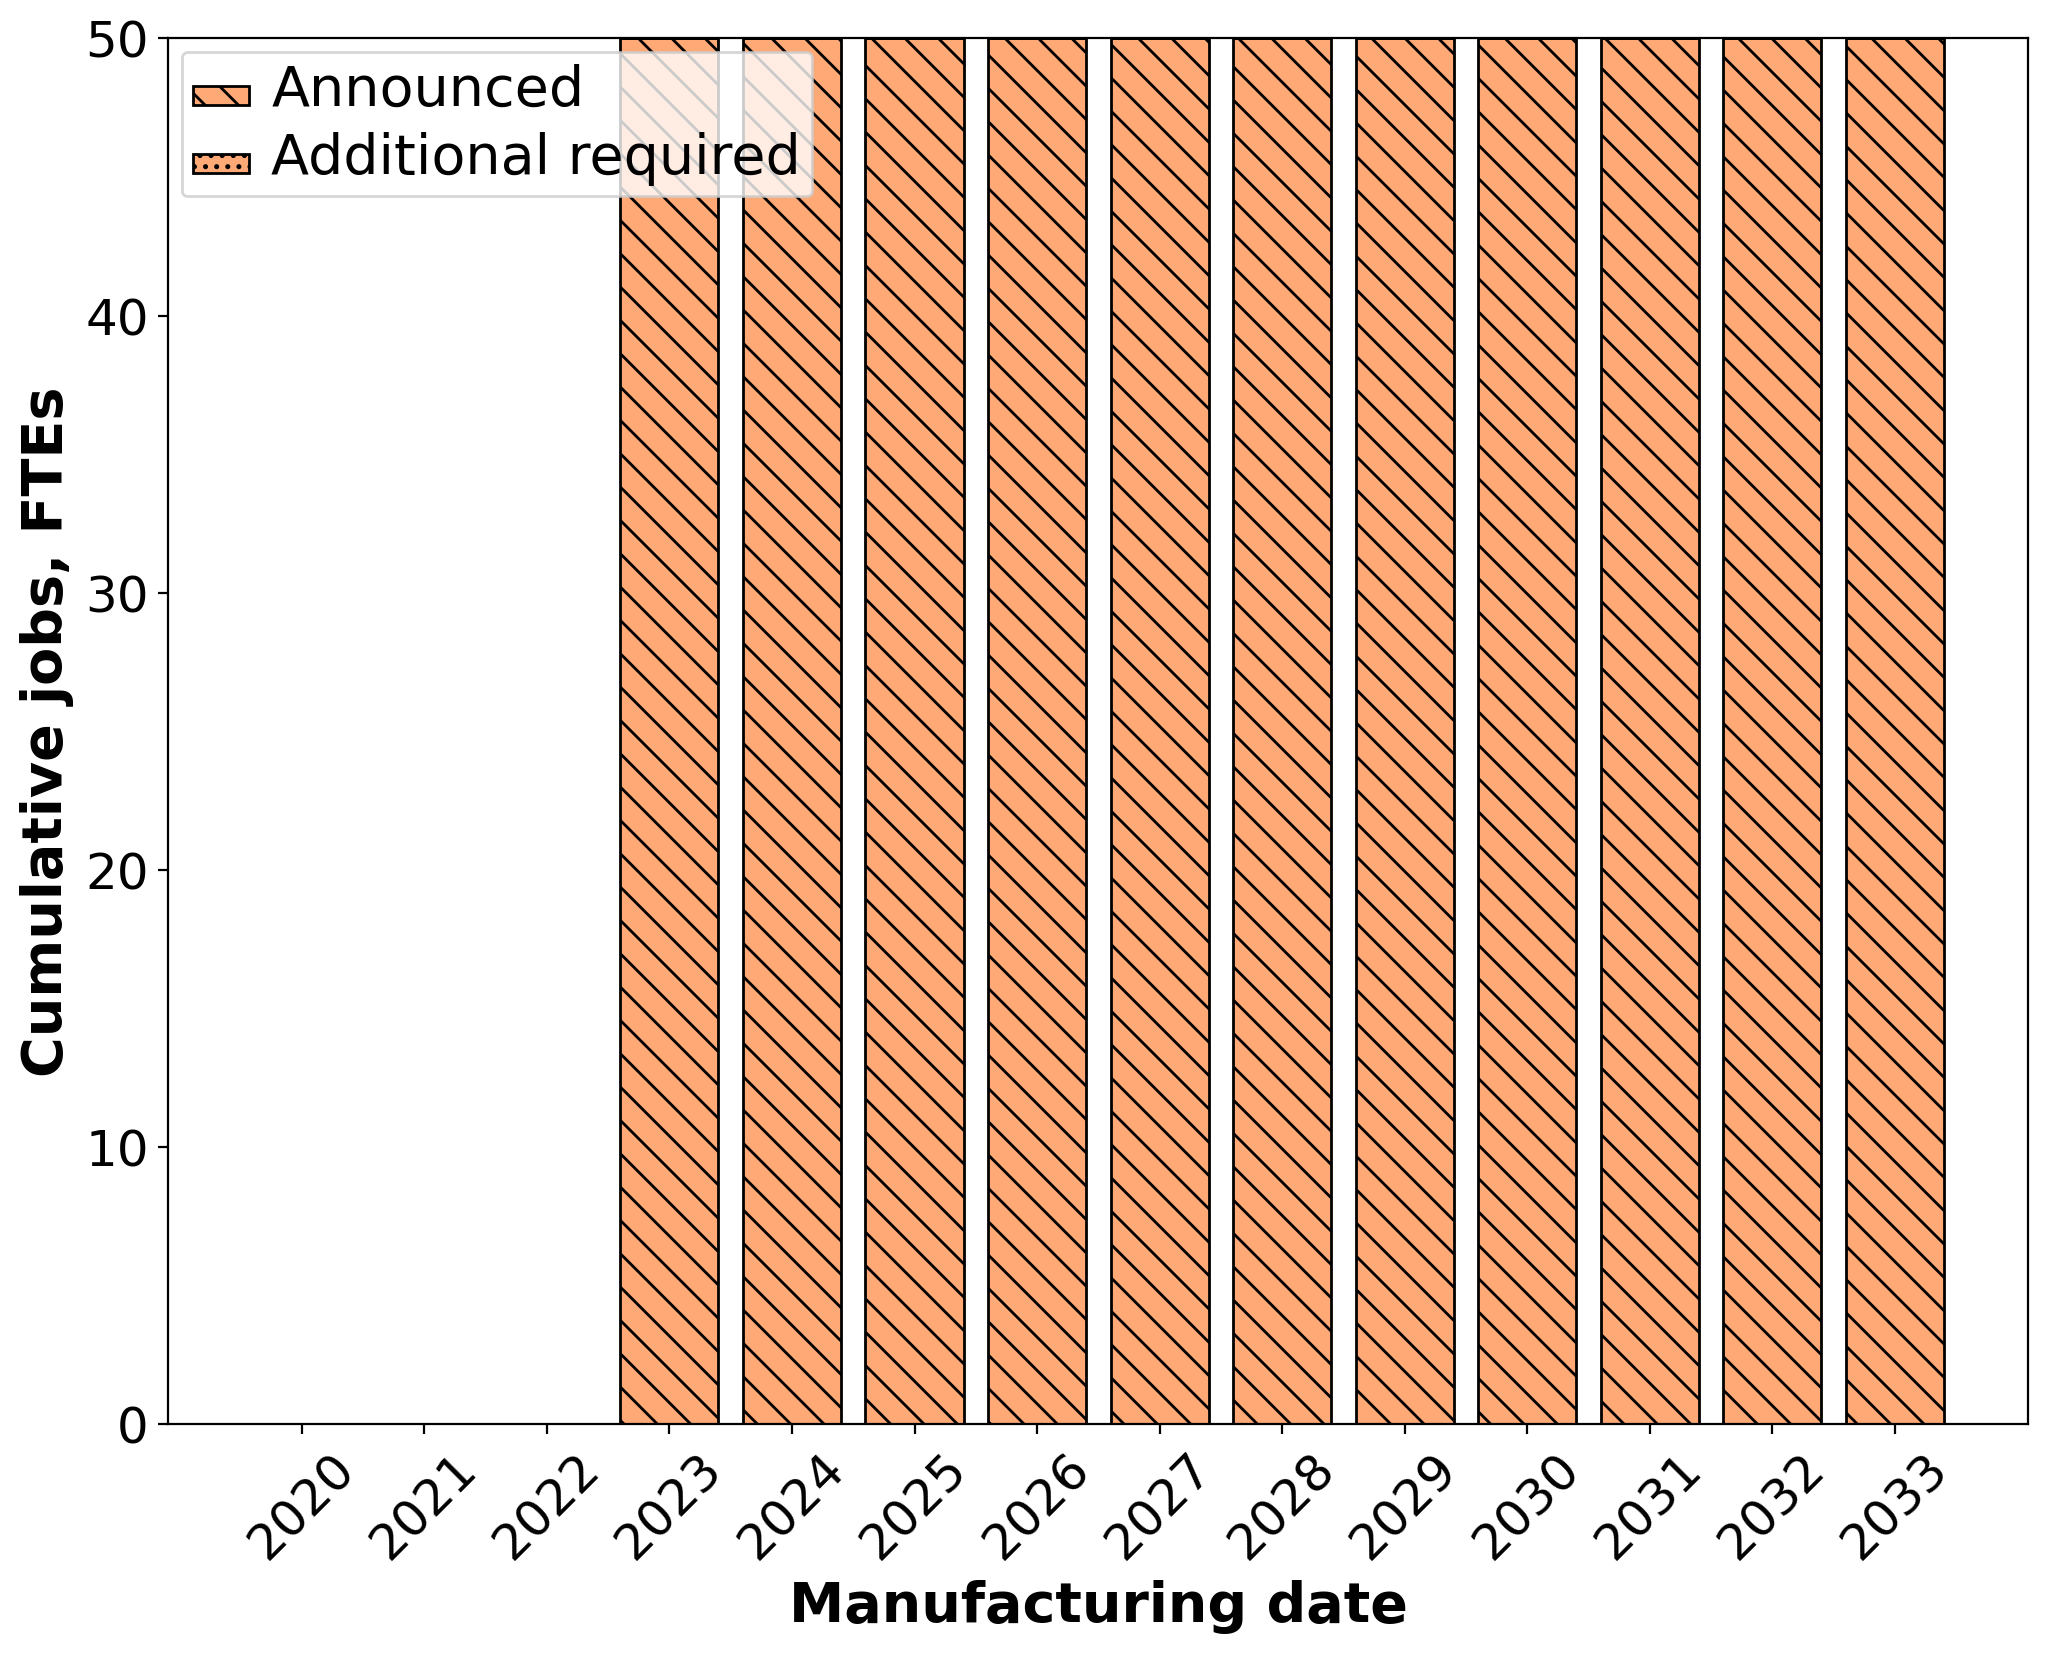 Announced
Additional required
50
40
30
20
10
0
Cumulative jobs, FTEs
2020 2021 2022 2023 2024 2025 2026 2027 2028 2029 2030 2031 2032 2033
Manufacturing date